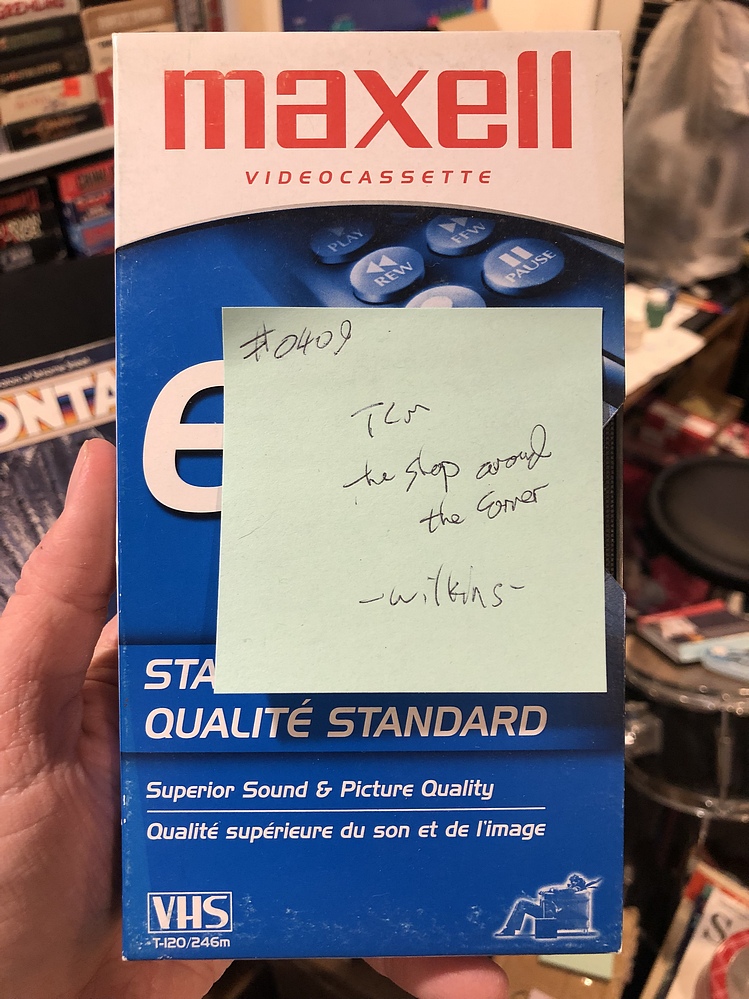 maxell
VIDEOCASSETTE
PLAY
FFW
REW
PAUSE
#0409
TCM
the shop around
the Corner
-wilkins-
ONTA
STA
QUALITÉ STANDARD
Superior Sound & Picture Quality
Qualité supérieure du son et de l'image
VHS
T-120/246m